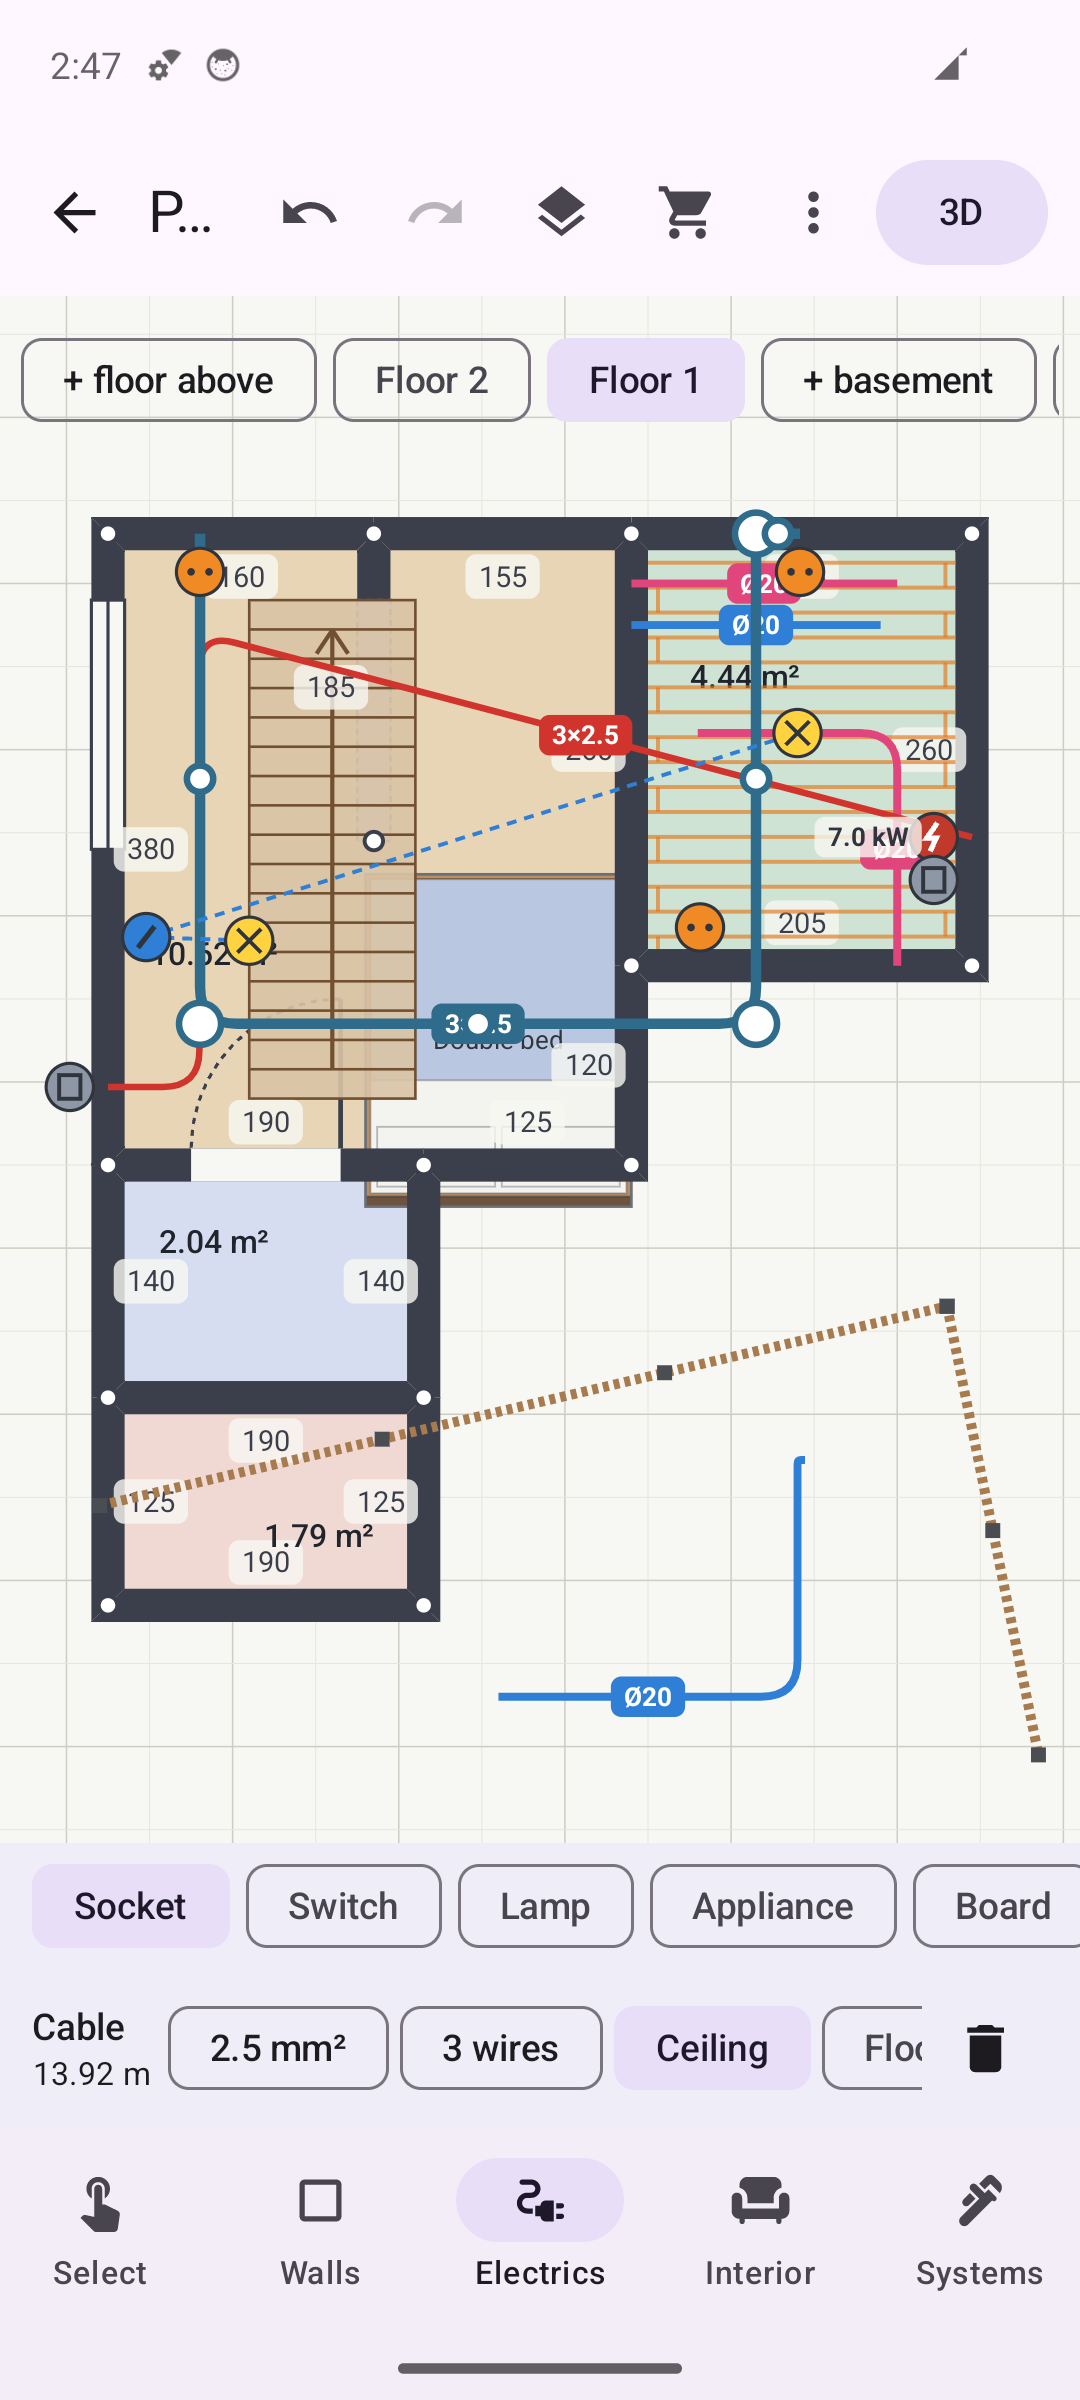 2:47
P...
3D
+ floor above
Floor 2
Floor 1
+ basement
160
155
Ø20
Ø20
185
4.44 m²
3×2.5
260
7.0 kW
380
205
Double bed
120
190
125
2.04 m²
140
140
190
125
125
1.79 m²
190
Ø20
Socket
Switch
Lamp
Appliance
Board
Cable
13.92 m
2.5 mm²
3 wires
Ceiling
Select
Walls
Electrics
Interior
Systems